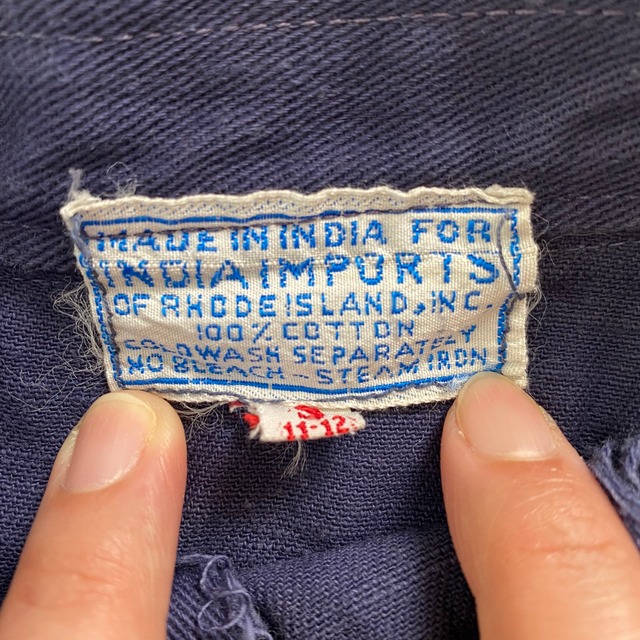 MADE IN INDIA FOR
INDIA IMPORTS
OF RHODE ISLAND, INC.
100% COTTON
COLD WASH SEPARATELY
NO BLEACH - STEAM IRON
S
11-12